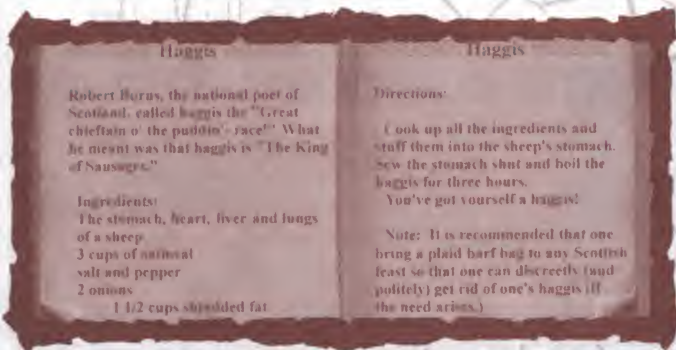 Haggis
Robert Burns, the national poet of
Scotland, called haggis the "Great
chieftain o' the puddin'- race!" What
he meant was that haggis is "The King
of Sausages."
Ingredients:
The stomach, heart, liver and lungs
of a sheep
3 cups of oatmeal
salt and pepper
2 onions
1 1/2 cups shredded fat
Haggis
Directions:
Cook up all the ingredients and
stuff them into the sheep's stomach.
Sew the stomach shut and boil the
haggis for three hours.
You've got yourself a haggis!
Note: It is recommended that one
bring a plaid barf bag to any Scottish
feast so that one can discreetly (and
politely) get rid of one's haggis (if
the need arises.)